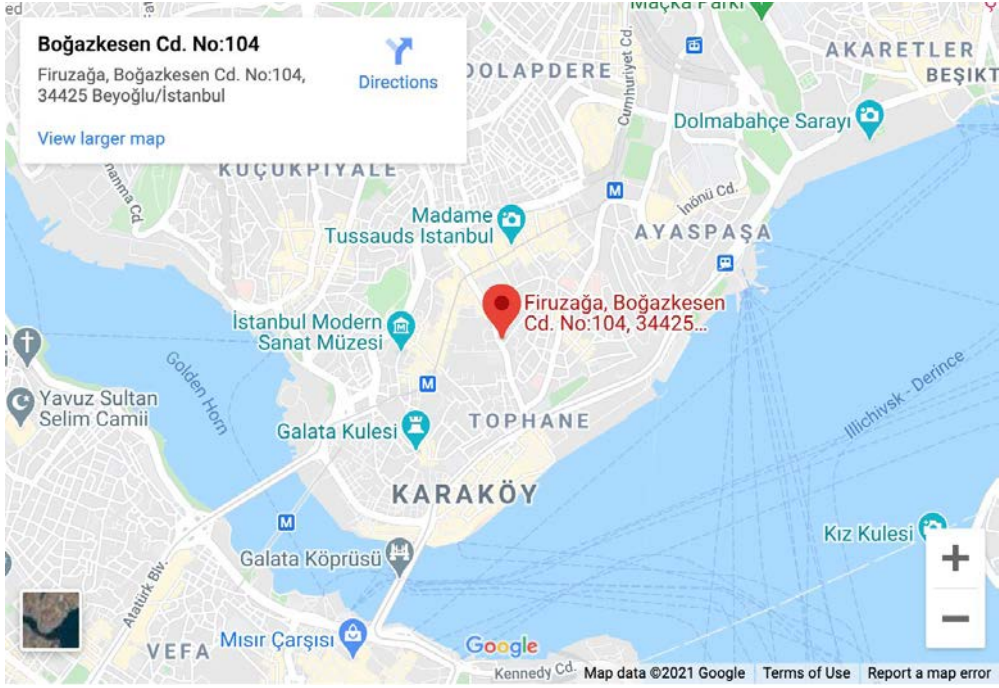 ed
Maçka Parkı
Boğazkesen Cd. No:104
Firuzağa, Boğazkesen Cd. No:104,
34425 Beyoğlu/İstanbul
Directions
View larger map
DOLAPDERE
Cumhuriyet Cd.
AKARETLER
BEŞIKT
Dolmabahçe Sarayı
KÜÇÜKPIYALE
M
İnönü Cd.
Madame
Tussauds Istanbul
AYASPAŞA
Firuzağa, Boğazkesen
Cd. No:104, 34425...
İstanbul Modern
Sanat Müzesi
Golden Horn
Illichivsk - Derince
Yavuz Sultan
Selim Camii
M
Galata Kulesi
TOPHANE
KARAKÖY
M
Kız Kulesi
Galata Köprüsü
Atatürk Blv.
VEFA
Mısır Çarşısı
Google
Kennedy Cd.
Map data ©2021 Google
Terms of Use
Report a map error